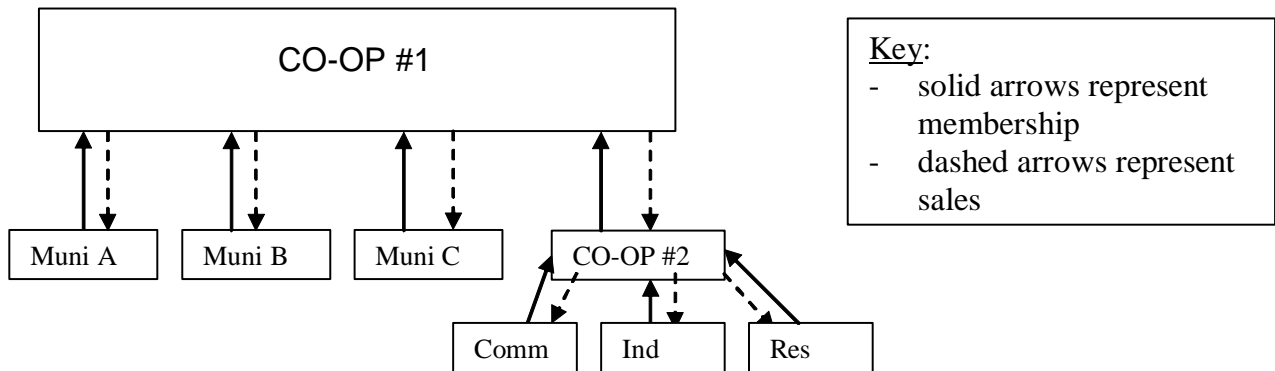 CO-OP #1
Key:
- solid arrows represent
membership
- dashed arrows represent
sales
Muni A
Muni B
Muni C
CO-OP #2
Comm
Ind
Res